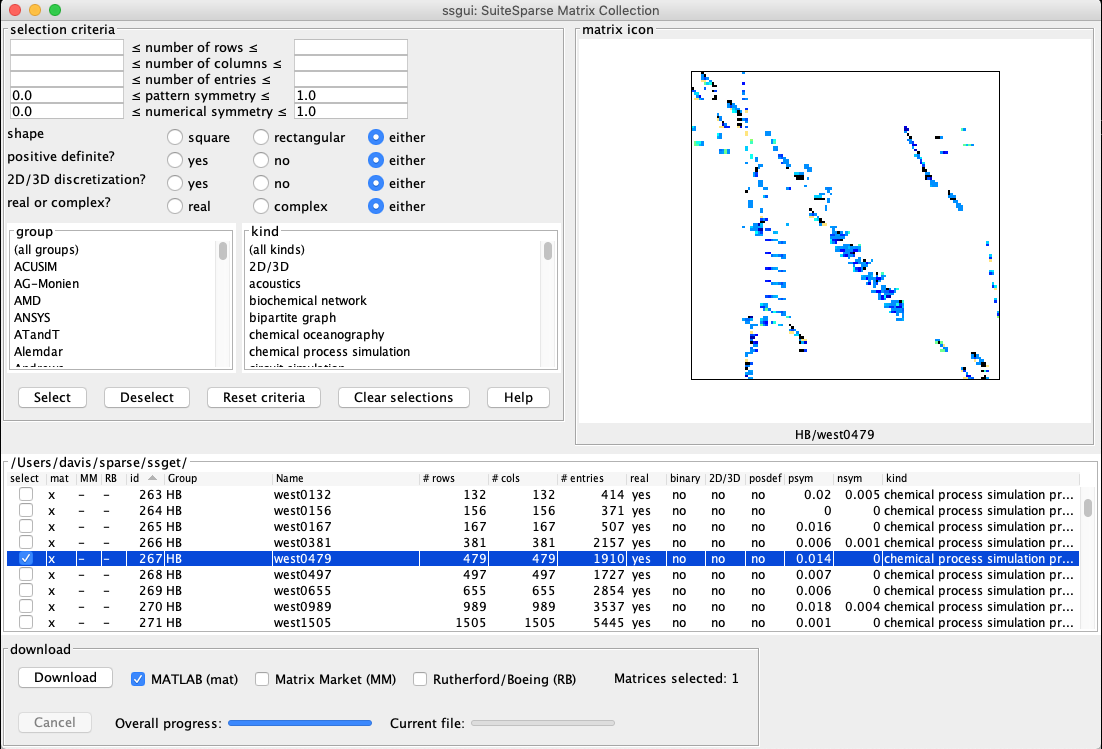 ssgui: SuiteSparse Matrix Collection
selection criteria
≤ number of rows ≤
≤ number of columns ≤
≤ number of entries ≤
0.0 ≤ pattern symmetry ≤ 1.0
0.0 ≤ numerical symmetry ≤ 1.0
shape square rectangular either
positive definite? yes no either
2D/3D discretization? yes no either
real or complex? real complex either
group
(all groups)
ACUSIM
AG-Monien
AMD
ANSYS
ATandT
Alemdar
kind
(all kinds)
2D/3D
acoustics
biochemical network
bipartite graph
chemical oceanography
chemical process simulation
Select Deselect Reset criteria Clear selections Help
matrix icon
HB/west0479
/Users/davis/sparse/ssget/
select mat MM RB id Group Name # rows # cols # entries real binary 2D/3D posdef psym nsym kind
x – – 263 HB west0132 132 132 414 yes no no no 0.02 0.005 chemical process simulation pr...
x – – 264 HB west0156 156 156 371 yes no no no 0 0 chemical process simulation pr...
x – – 265 HB west0167 167 167 507 yes no no no 0.016 0 chemical process simulation pr...
x – – 266 HB west0381 381 381 2157 yes no no no 0.006 0.001 chemical process simulation pr...
x – – 267 HB west0479 479 479 1910 yes no no no 0.014 0 chemical process simulation pr...
x – – 268 HB west0497 497 497 1727 yes no no no 0.007 0 chemical process simulation pr...
x – – 269 HB west0655 655 655 2854 yes no no no 0.006 0 chemical process simulation pr...
x – – 270 HB west0989 989 989 3537 yes no no no 0.018 0.004 chemical process simulation pr...
x – – 271 HB west1505 1505 1505 5445 yes no no no 0.001 0 chemical process simulation pr...
download
Download MATLAB (mat) Matrix Market (MM) Rutherford/Boeing (RB) Matrices selected: 1
Cancel Overall progress: Current file: